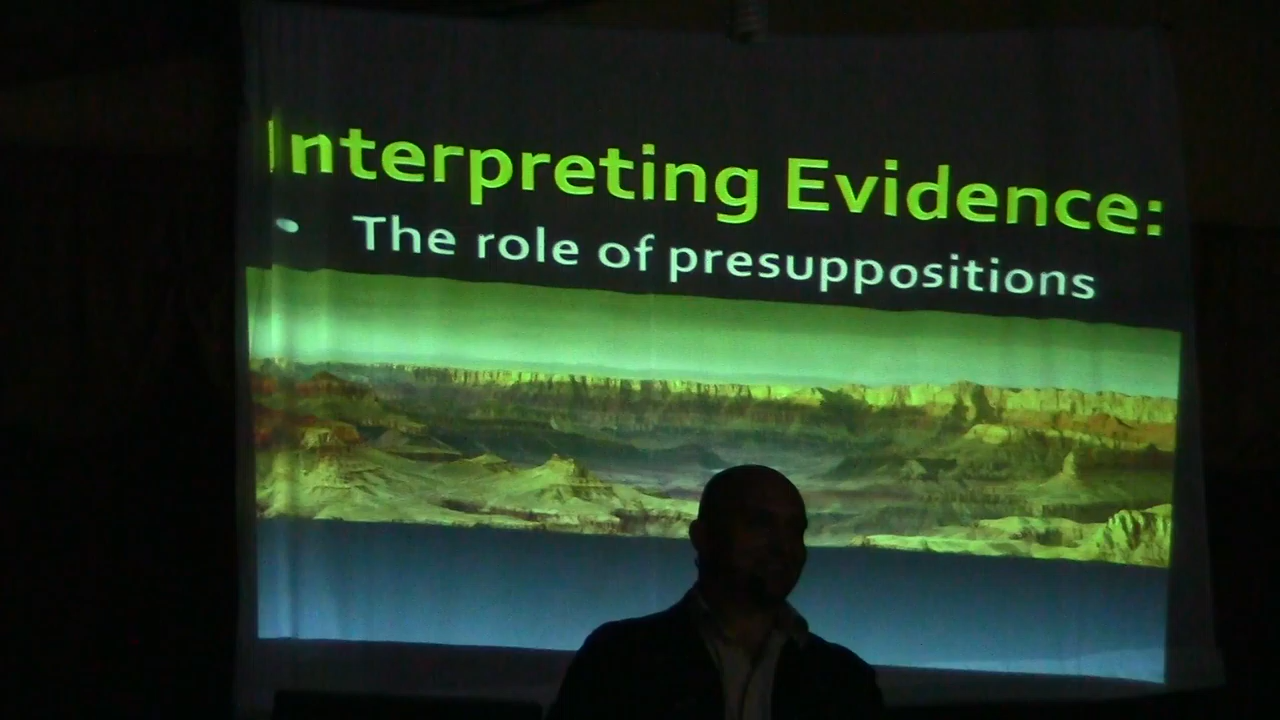 Interpreting Evidence:
• The role of presuppositions